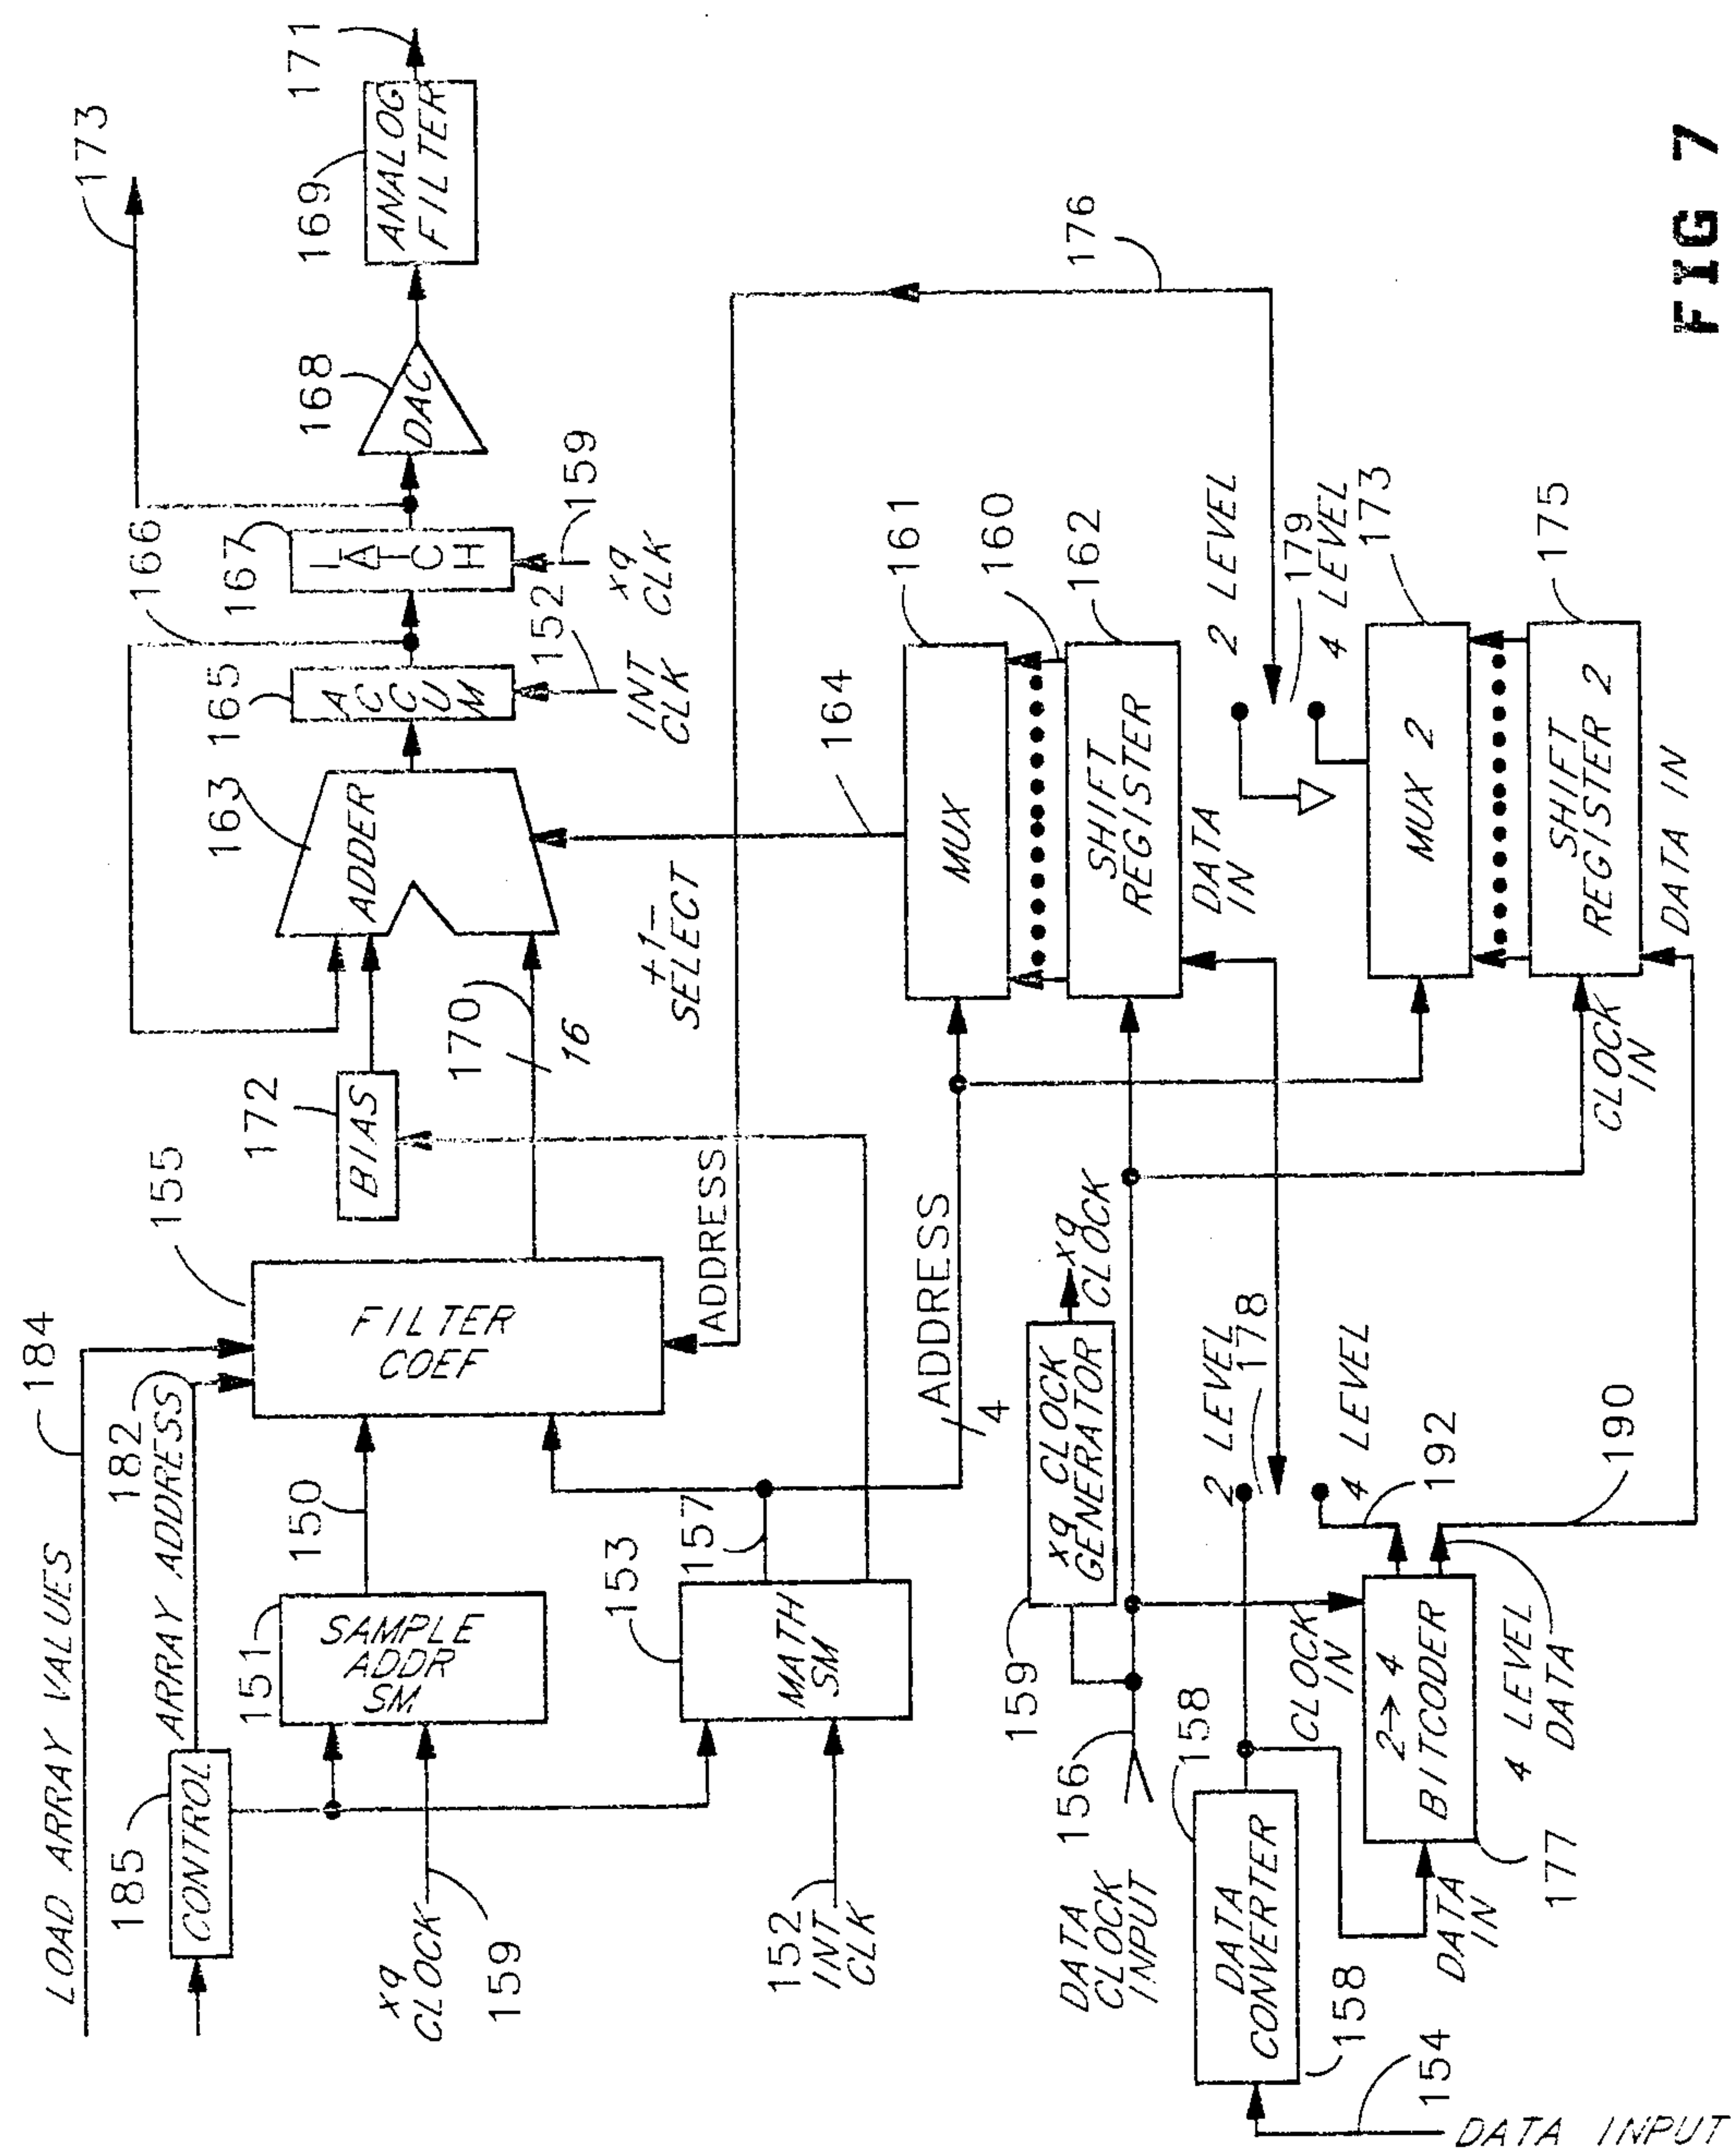 LOAD ARRAY VALUES
184
185
CONTROL
ARRAY ADDRESS
182
155
173
xq
CLOCK
159
151
SAMPLE
ADDR
SM
150
FILTER
COEF
172
BIAS
170
16
163
ADDER
165
ACCUM
166
167
LATCH
168
DAC
169
ANALOG
FILTER
171
152
INT
CLK
159
xq
CLK
152
INT
CLK
153
MATH
SM
157
ADDRESS
+1-
SELECT
164
176
ADDRESS
4
MUX
161
160
SHIFT
REGISTER
162
DATA
IN
DATA
CLOCK
INPUT
156
159
xq CLOCK
GENERATOR
xq
CLOCK
158
DATA
CONVERTER
158
154
DATA INPUT
2 LEVEL
178
4 LEVEL
192
190
CLOCK
IN
2→4
BITCODER
177
DATA
IN
4 LEVEL
DATA
CLOCK
IN
2 LEVEL
179
4 LEVEL
173
MUX 2
SHIFT
REGISTER 2
175
DATA IN
FIG 7